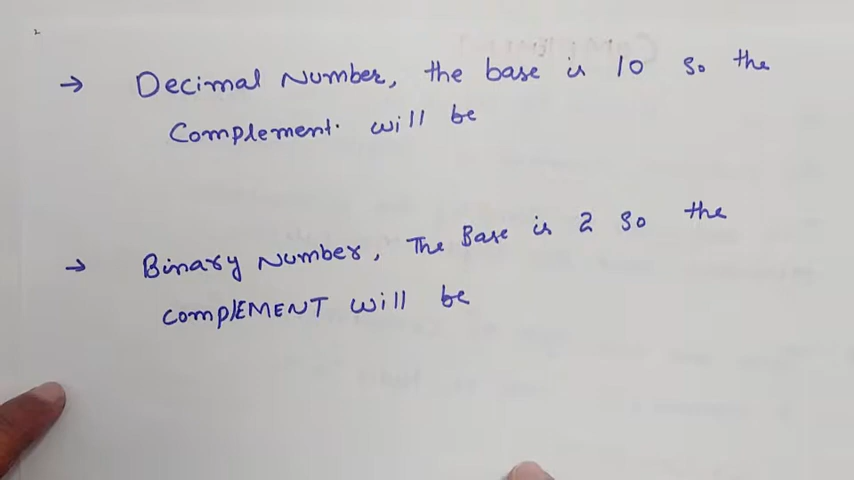 → Decimal Number, the base is 10 so the
Complement. will be
→ Binary Number, The Base is 2 so the
COMPlEMENT will be